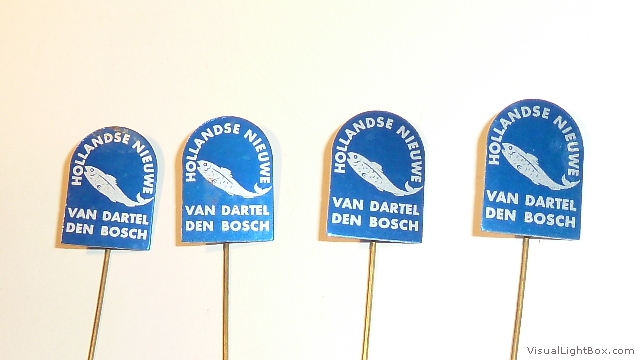 HOLLANDSE NIEUWE
VAN DARTEL
DEN BOSCH
HOLLANDSE NIEUWE
VAN DARTEL
DEN BOSCH
HOLLANDSE NIEUWE
VAN DARTEL
DEN BOSCH
HOLLANDSE NIEUWE
VAN DARTEL
DEN BOSCH
VisualLightBox.com